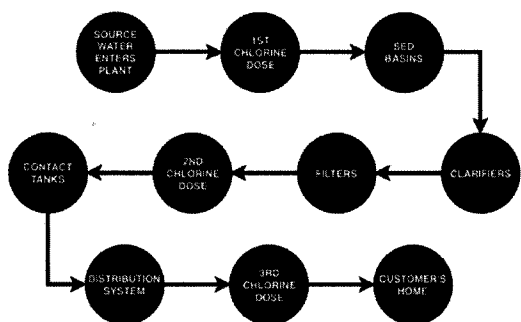 SOURCE
WATER
ENTERS
PLANT
1ST
CHLORINE
DOSE
SED
BASINS
CLARIFIERS
FILTERS
2ND
CHLORINE
DOSE
CONTACT
TANKS
DISTRIBUTION
SYSTEM
3RD
CHLORINE
DOSE
CUSTOMER'S
HOME